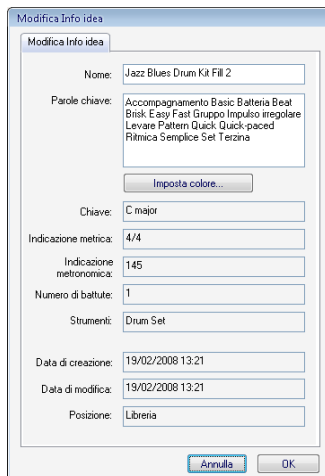 Modifica Info idea
Modifica Info idea
Nome: Jazz Blues Drum Kit Fill 2
Parole chiave: Accompagnamento Basic Batteria Beat
Brisk Easy Fast Gruppo Impulso irregolare
Levare Pattern Quick Quick-paced
Ritmica Semplice Set Terzina
Imposta colore...
Chiave: C major
Indicazione metrica: 4/4
Indicazione
metronomica: 145
Numero di battute: 1
Strumenti: Drum Set
Data di creazione: 19/02/2008 13:21
Data di modifica: 19/02/2008 13:21
Posizione: Libreria
Annulla OK